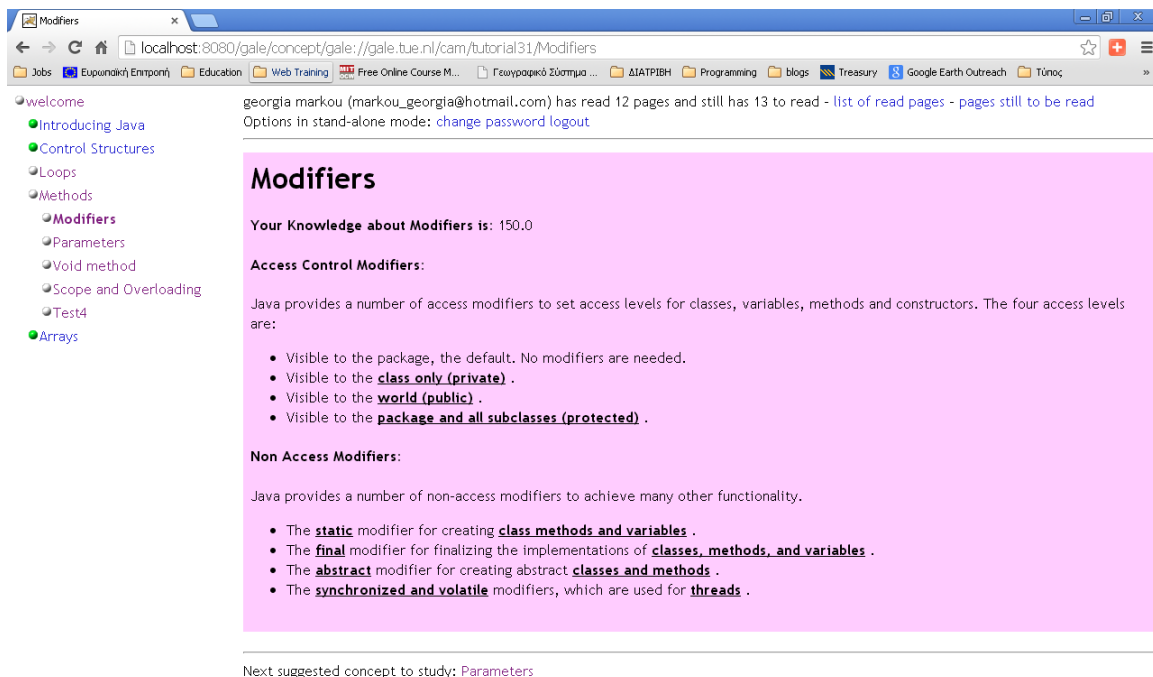 Modifiers
localhost:8080/gale/concept/gale://gale.tue.nl/cam/tutorial31/Modifiers
Jobs Ευρωπαϊκή Επιτροπή Education Web Training Free Online Course M... Γεωγραφικό Σύστημα ... ΔΙΑΤΡΙΒΗ Programming blogs Treasury Google Earth Outreach Τύπος »
welcome
Introducing Java
Control Structures
Loops
Methods
Modifiers
Parameters
Void method
Scope and Overloading
Test4
Arrays
georgia markou (markou_georgia@hotmail.com) has read 12 pages and still has 13 to read - list of read pages - pages still to be read
Options in stand-alone mode: change password logout
Modifiers
Your Knowledge about Modifiers is: 150.0
Access Control Modifiers:
Java provides a number of access modifiers to set access levels for classes, variables, methods and constructors. The four access levels
are:
• Visible to the package, the default. No modifiers are needed.
• Visible to the class only (private) .
• Visible to the world (public) .
• Visible to the package and all subclasses (protected) .
Non Access Modifiers:
Java provides a number of non-access modifiers to achieve many other functionality.
• The static modifier for creating class methods and variables .
• The final modifier for finalizing the implementations of classes, methods, and variables .
• The abstract modifier for creating abstract classes and methods .
• The synchronized and volatile modifiers, which are used for threads .
Next suggested concept to study: Parameters